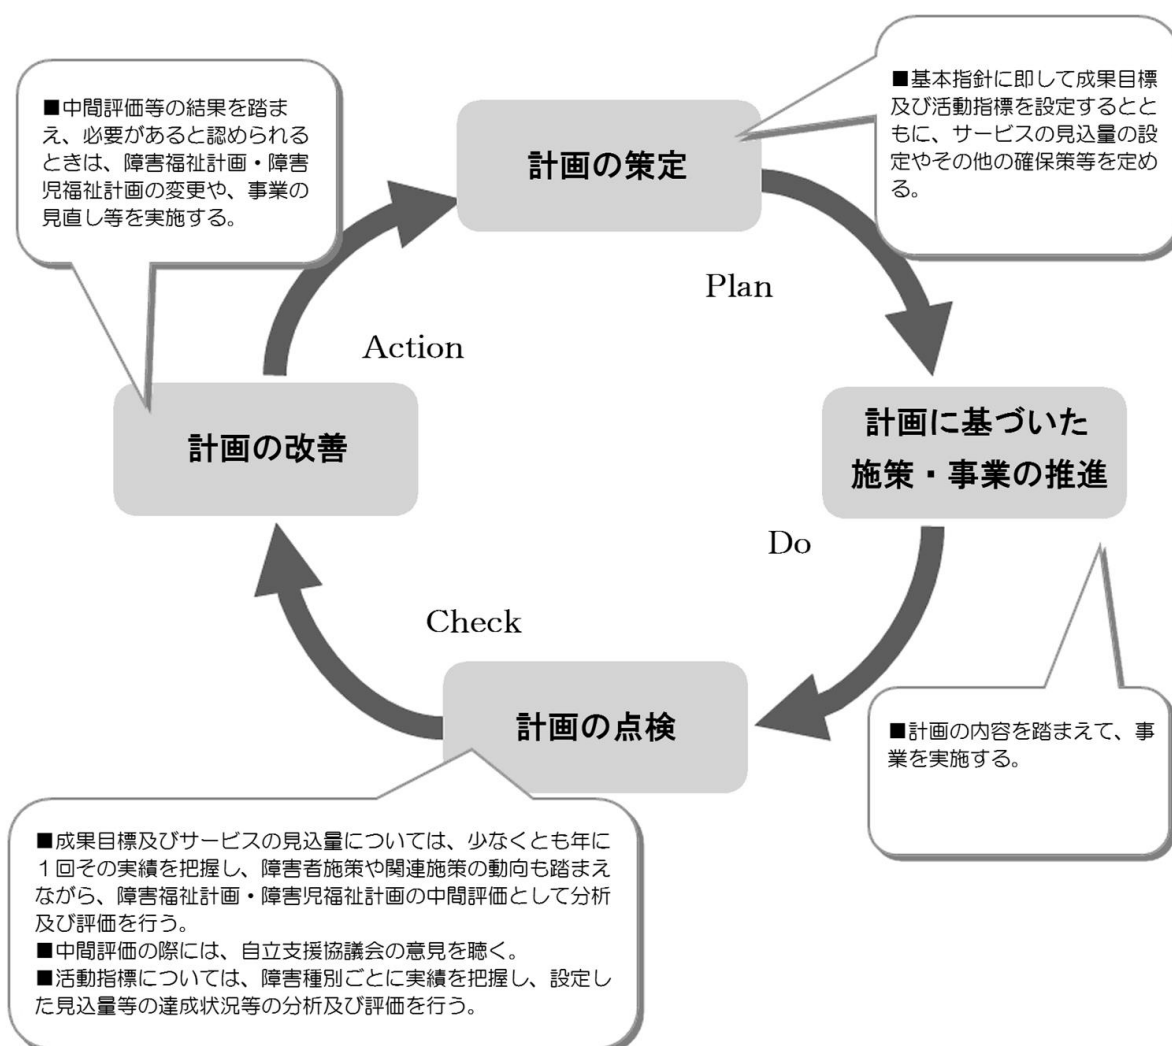 ■中間評価等の結果を踏ま
え、必要があると認められる
ときは、障害福祉計画・障害
児福祉計画の変更や、事業の
見直し等を実施する。
計画の策定
■基本指針に即して成果目標
及び活動指標を設定するとと
もに、サービスの見込量の設
定やその他の確保策等を定め
る。
Plan
Action
計画の改善
計画に基づいた
施策・事業の推進
Do
Check
計画の点検
■計画の内容を踏まえて、事
業を実施する。
■成果目標及びサービスの見込量については、少なくとも年に
１回その実績を把握し、障害者施策や関連施策の動向も踏まえ
ながら、障害福祉計画・障害児福祉計画の中間評価として分析
及び評価を行う。
■中間評価の際には、自立支援協議会の意見を聴く。
■活動指標については、障害種別ごとに実績を把握し、設定し
た見込量等の達成状況等の分析及び評価を行う。